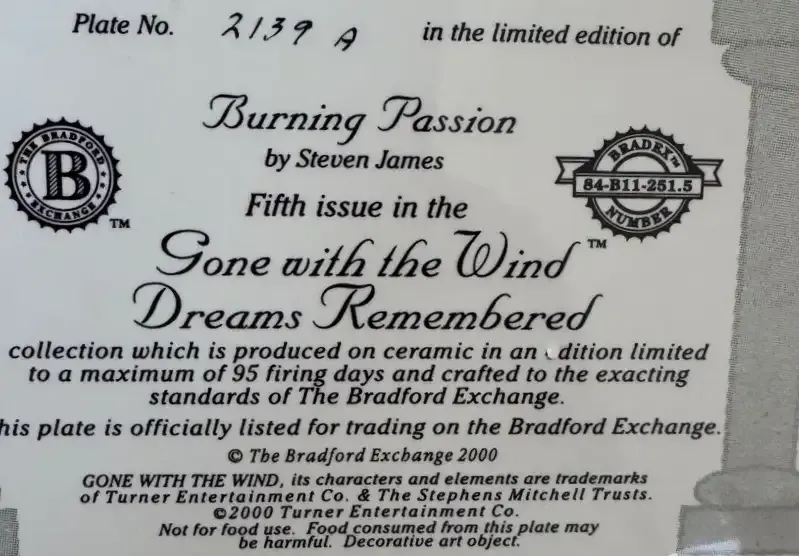 Plate No. 2139 A in the limited edition of
Burning Passion
by Steven James
THE BRADFORD
B
EXCHANGE
TM
BRADEX™
84-B11-251.5
NUMBER
Fifth issue in the
Gone with the Wind™
Dreams Remembered
collection which is produced on ceramic in an dition limited
to a maximum of 95 firing days and crafted to the exacting
standards of The Bradford Exchange.
his plate is officially listed for trading on the Bradford Exchange.
© The Bradford Exchange 2000
GONE WITH THE WIND, its characters and elements are trademarks
of Turner Entertainment Co. & The Stephens Mitchell Trusts.
©2000 Turner Entertainment Co.
Not for food use. Food consumed from this plate may
be harmful. Decorative art object.